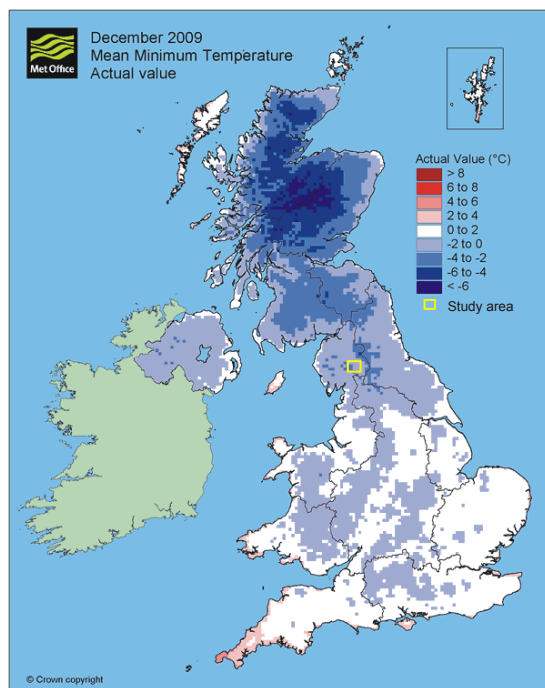 Met Office
December 2009
Mean Minimum Temperature
Actual value
Actual Value (°C)
> 8
6 to 8
4 to 6
2 to 4
0 to 2
-2 to 0
-4 to -2
-6 to -4
< -6
Study area
© Crown copyright